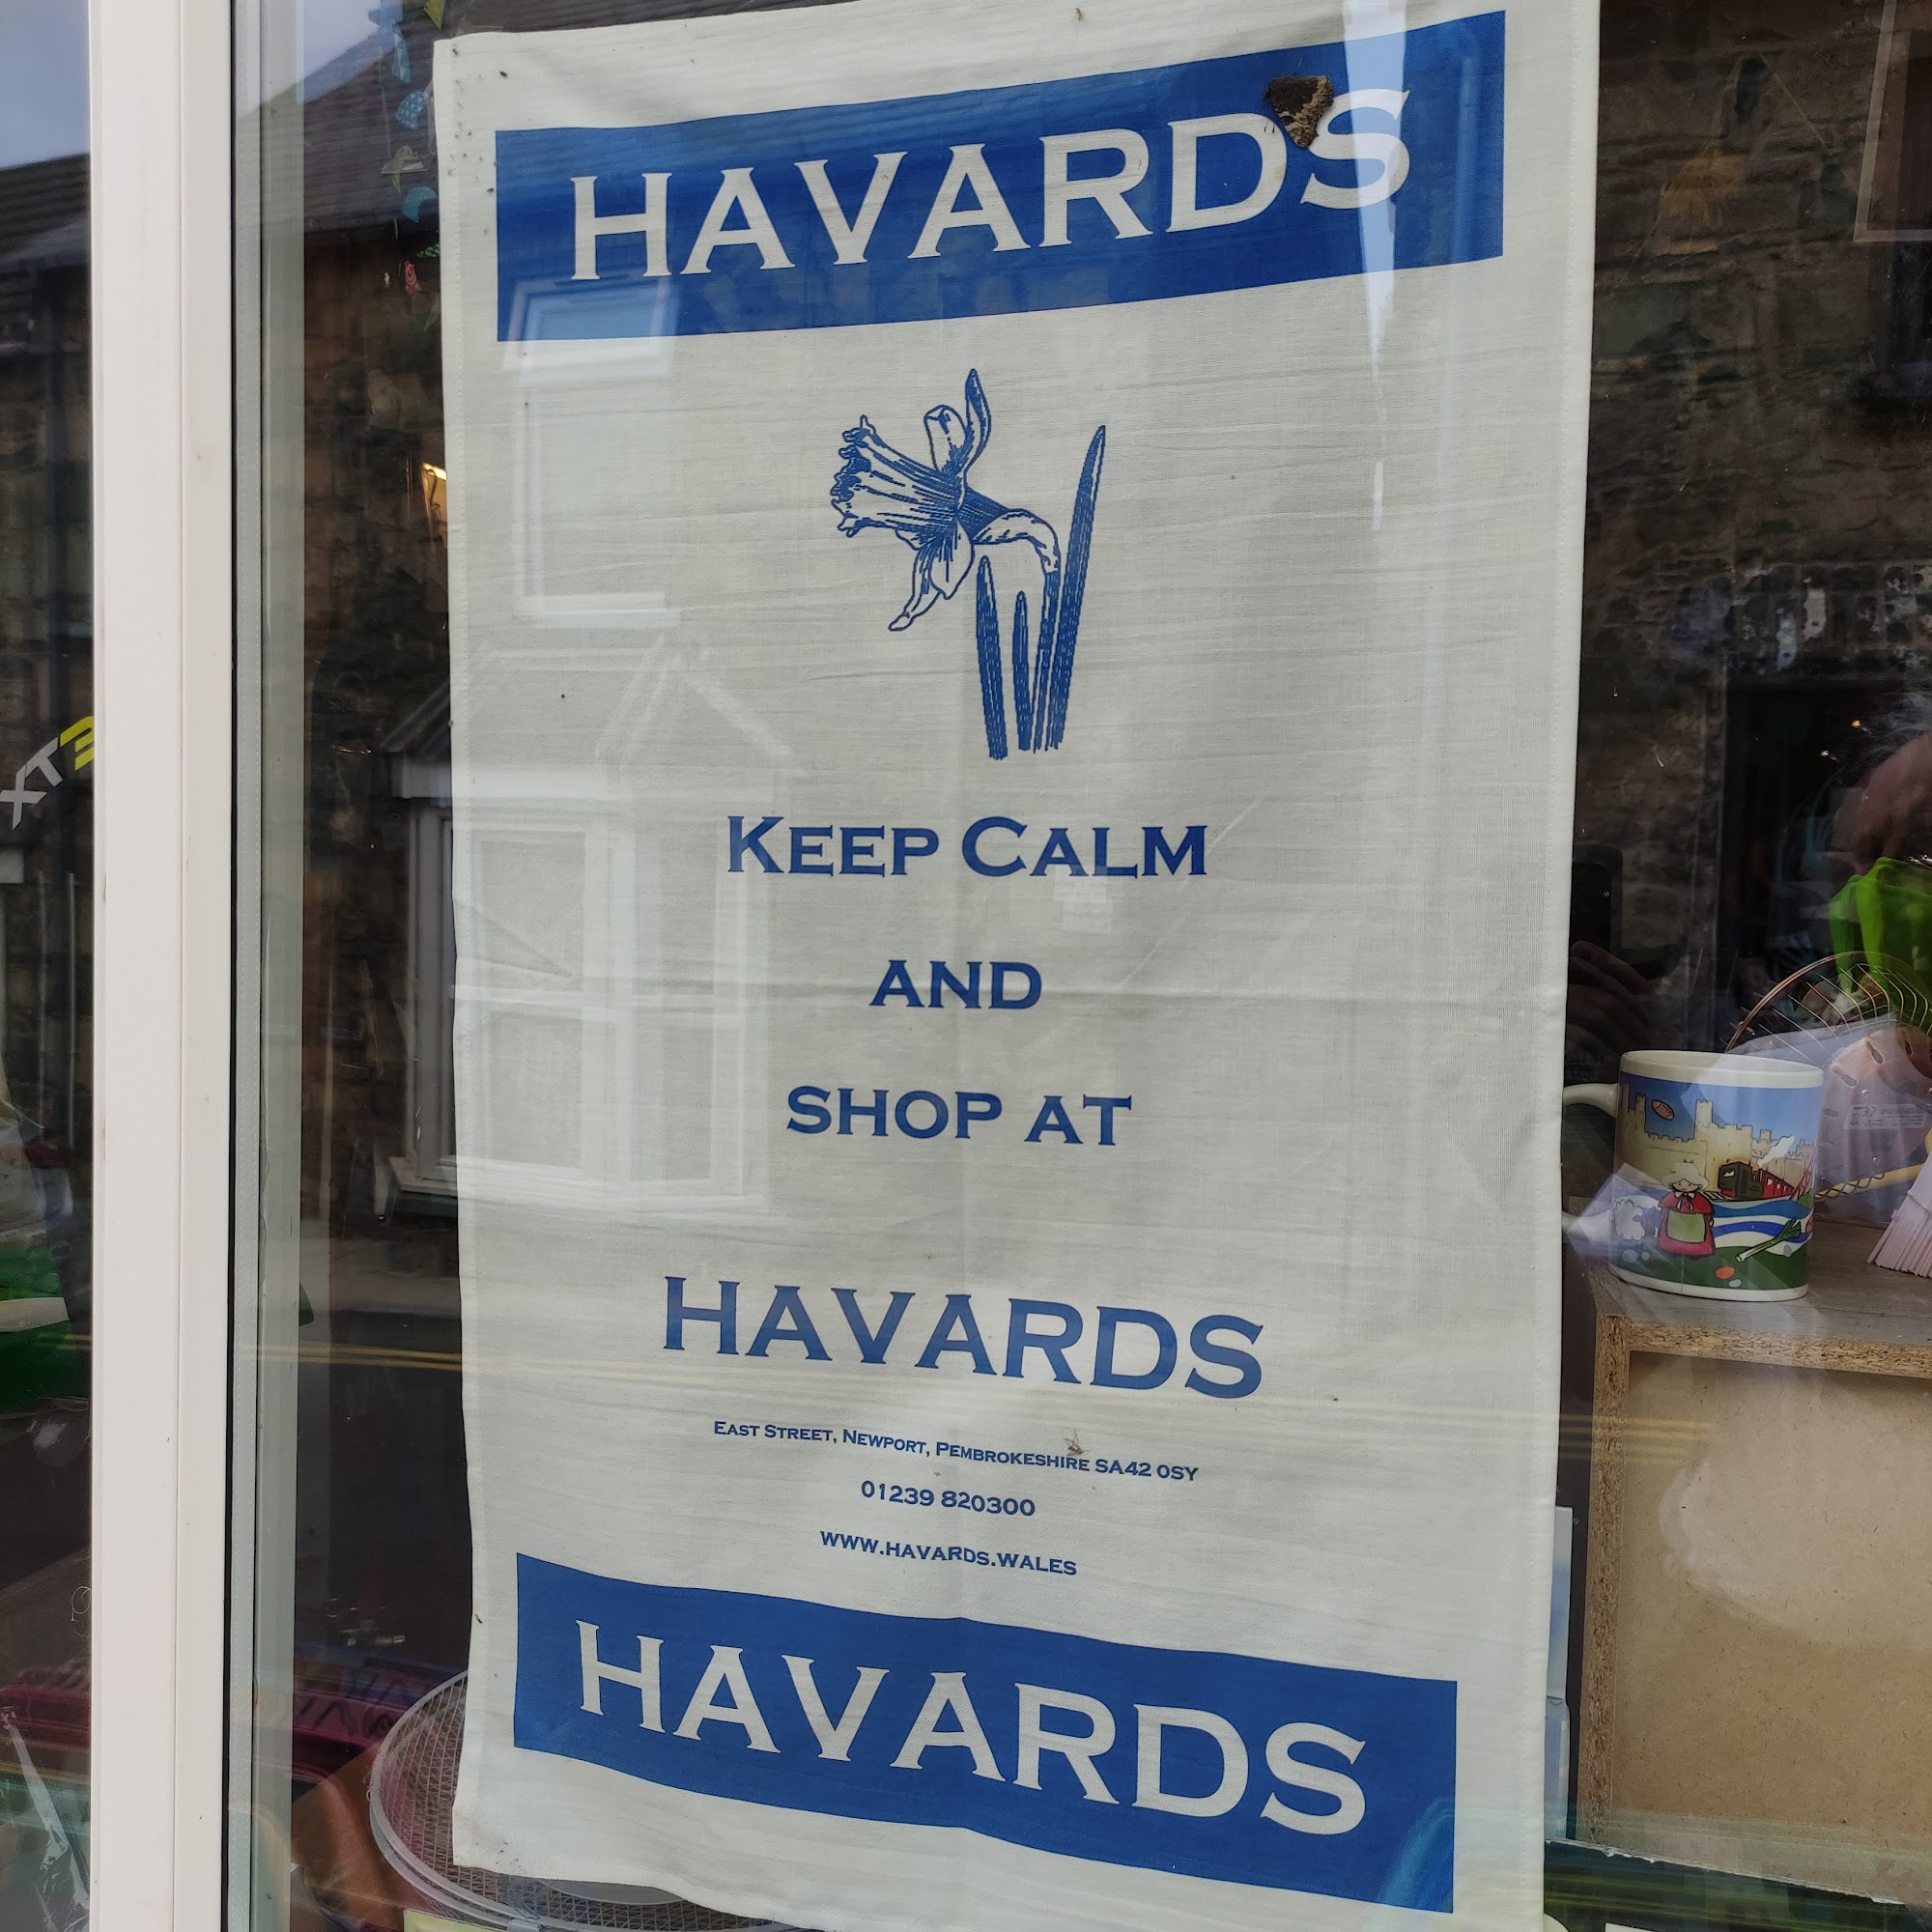 HAVARDS
KEEP CALM
AND
SHOP AT
HAVARDS
EAST STREET, NEWPORT, PEMBROKESHIRE SA42 0SY
01239 820300
WWW.HAVARDS.WALES
HAVARDS